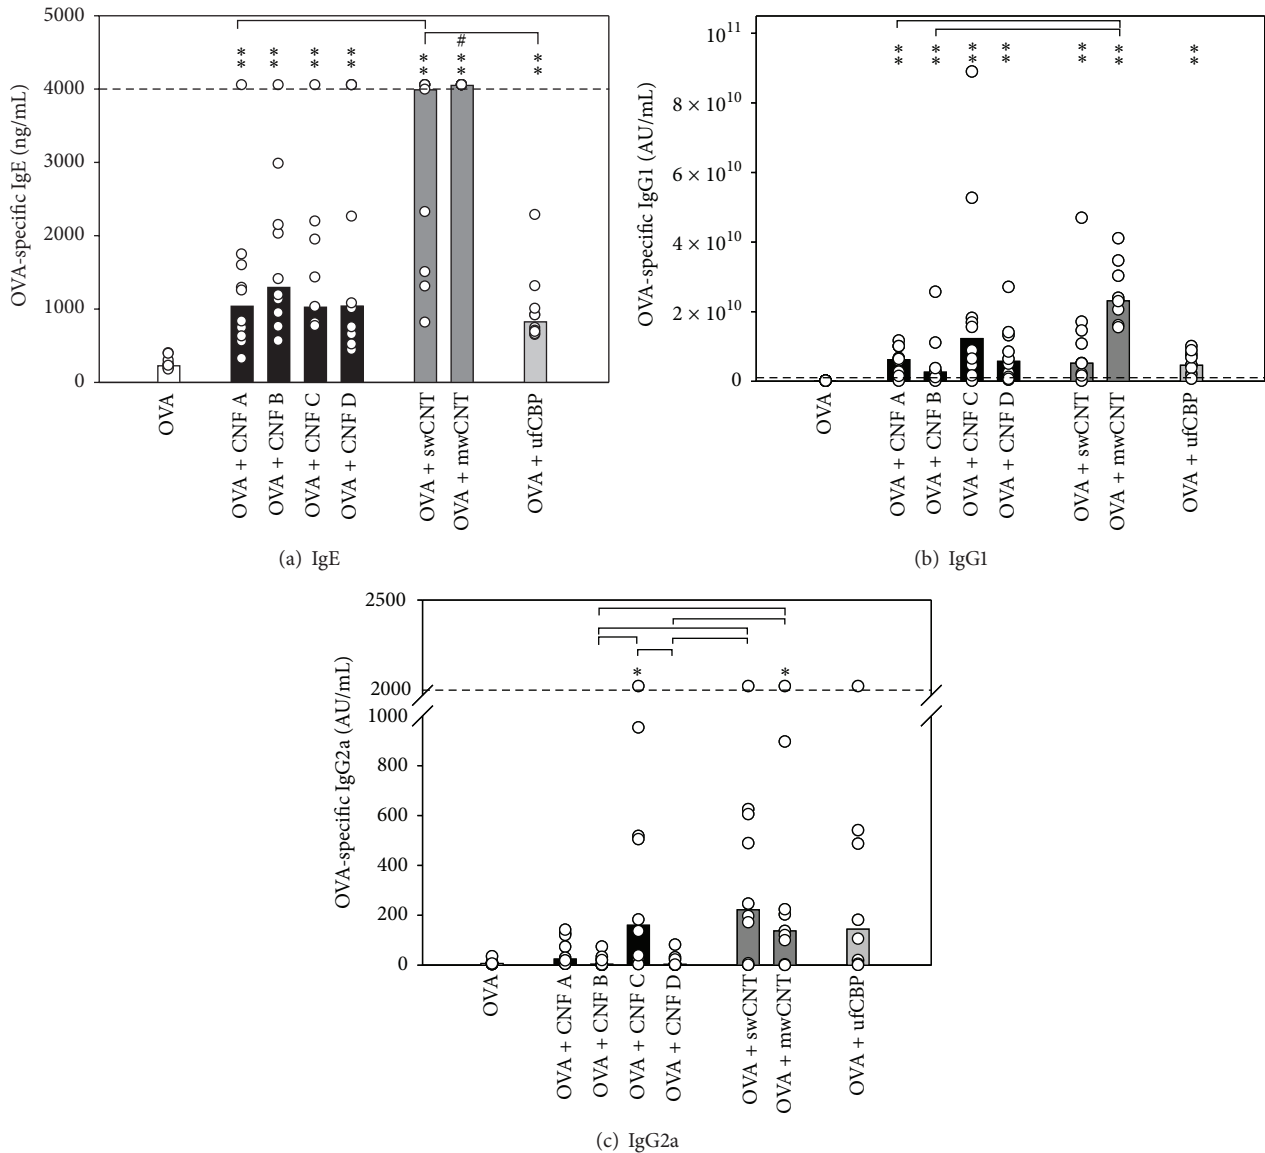 OVA-specific IgE (ng/mL)
5000
4000
3000
2000
1000
0
#
** ** ** ** ** ** **
OVA
OVA + CNF A
OVA + CNF B
OVA + CNF C
OVA + CNF D
OVA + swCNT
OVA + mwCNT
OVA + ufCBP
(a) IgE
OVA-specific IgG1 (AU/mL)
10¹¹
8 × 10¹⁰
6 × 10¹⁰
4 × 10¹⁰
2 × 10¹⁰
0
** ** ** ** ** ** **
OVA
OVA + CNF A
OVA + CNF B
OVA + CNF C
OVA + CNF D
OVA + swCNT
OVA + mwCNT
OVA + ufCBP
(b) IgG1
OVA-specific IgG2a (AU/mL)
2500
2000
1000
800
600
400
200
0
* *
OVA
OVA + CNF A
OVA + CNF B
OVA + CNF C
OVA + CNF D
OVA + swCNT
OVA + mwCNT
OVA + ufCBP
(c) IgG2a